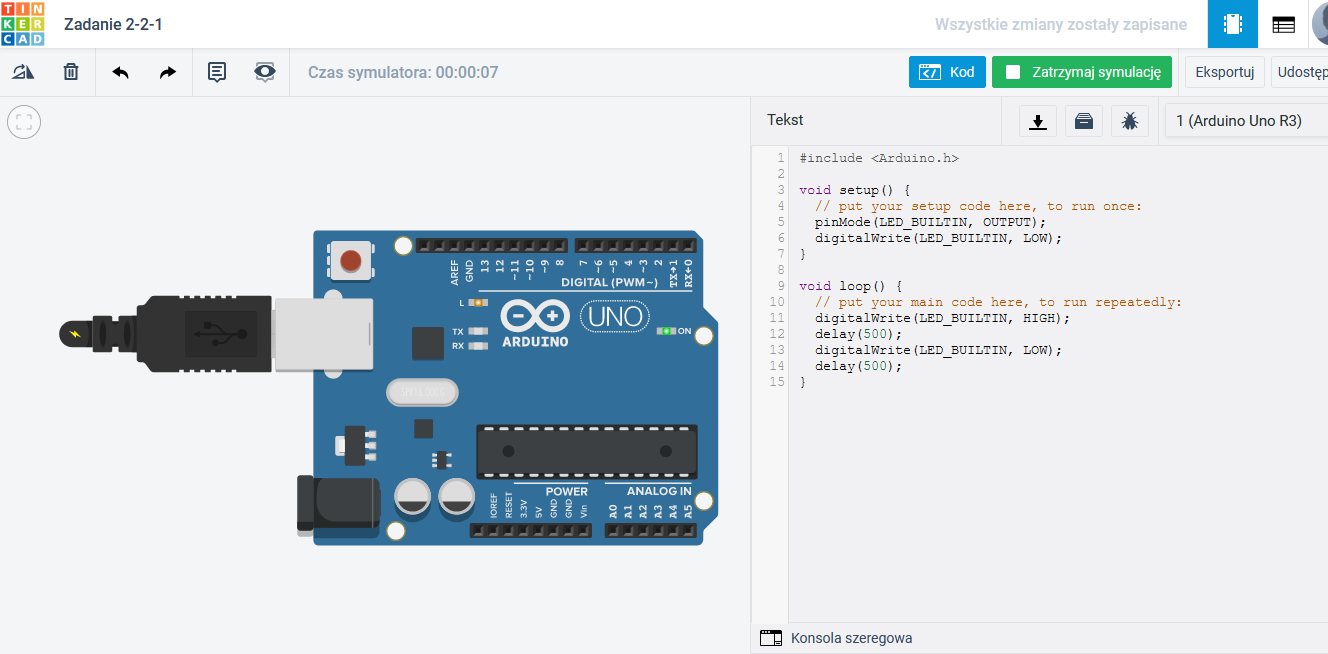 TIN
KER
CAD
Zadanie 2-2-1
Wszystkie zmiany zostały zapisane
Czas symulatora: 00:00:07
Kod
Zatrzymaj symulację
Eksportuj
Udostęp
Tekst
1 (Arduino Uno R3)
1 #include <Arduino.h>
2
3 void setup() {
4 // put your setup code here, to run once:
5 pinMode(LED_BUILTIN, OUTPUT);
6 digitalWrite(LED_BUILTIN, LOW);
7 }
8
9 void loop() {
10 // put your main code here, to run repeatedly:
11 digitalWrite(LED_BUILTIN, HIGH);
12 delay(500);
13 digitalWrite(LED_BUILTIN, LOW);
14 delay(500);
15 }
AREF
GND
13
12
~11
~10
~9
8
7
~6
~5
4
~3
2
TX→1
RX←0
DIGITAL (PWM~)
L
TX
RX
ARDUINO
UNO
ON
POWER
ANALOG IN
IOREF
RESET
3.3V
5V
GND
GND
Vin
A0
A1
A2
A3
A4
A5
Konsola szeregowa